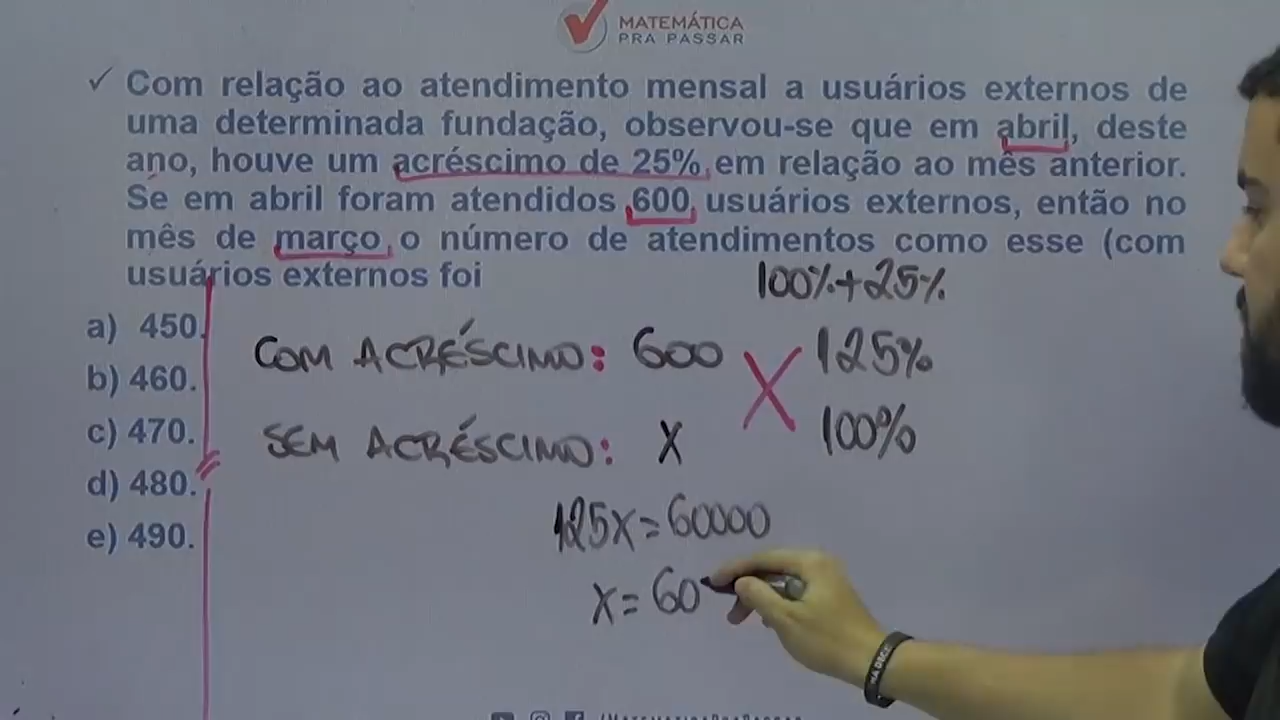 MATEMÁTICA
PRA PASSAR
✓ Com relação ao atendimento mensal a usuários externos de
uma determinada fundação, observou-se que em abril, deste
ano, houve um acréscimo de 25% em relação ao mês anterior.
Se em abril foram atendidos 600 usuários externos, então no
mês de março o número de atendimentos como esse (com
usuários externos foi
100%+25%
a) 450.
COM ACRÉSCIMO: 600 125%
b) 460.
c) 470.
SEM ACRÉSCIMO: X 100%
d) 480.
125X=60000
e) 490.
X=60